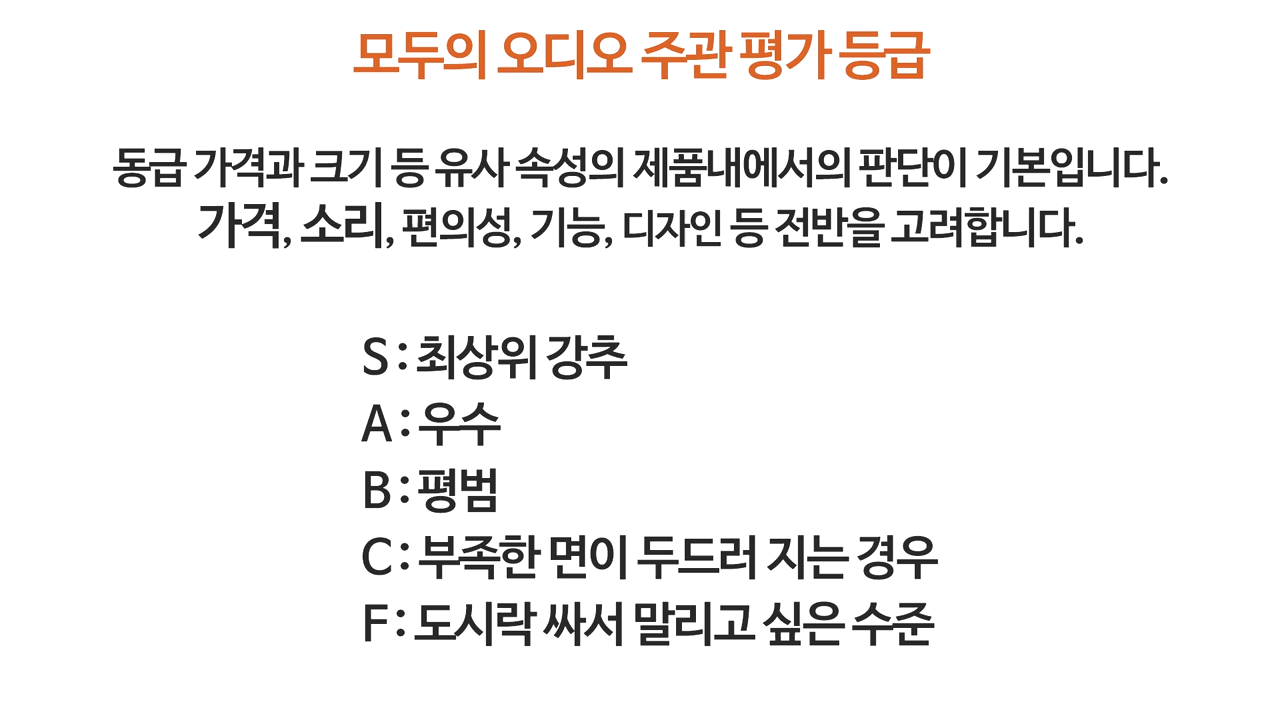 모두의 오디오 주관 평가 등급
동급 가격과 크기 등 유사 속성의 제품내에서의 판단이 기본입니다.
가격, 소리, 편의성, 기능, 디자인 등 전반을 고려합니다.
S : 최상위 강추
A : 우수
B : 평범
C : 부족한 면이 두드러 지는 경우
F : 도시락 싸서 말리고 싶은 수준